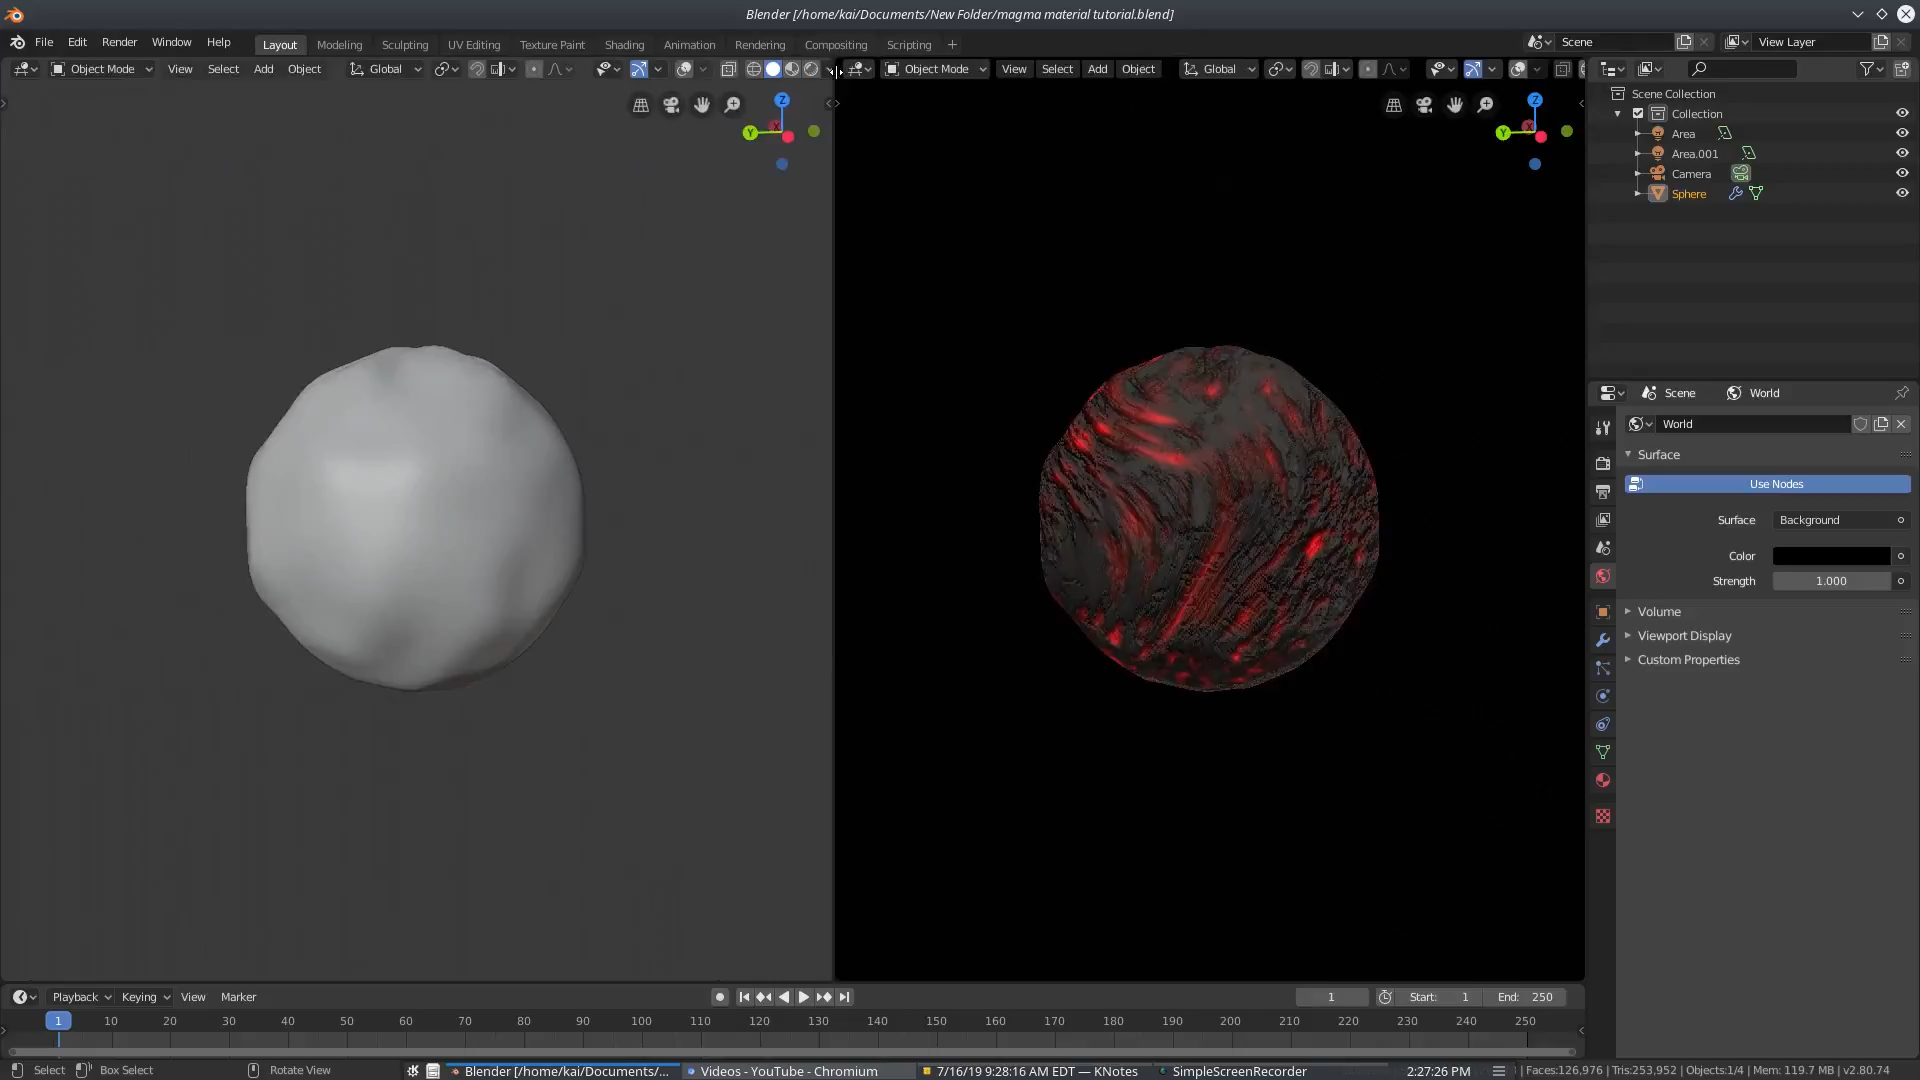 Blender [/home/kai/Documents/New Folder/magma material tutorial.blend]
File Edit Render Window Help Layout Modeling Sculpting UV Editing Texture Paint Shading Animation Rendering Compositing Scripting + Scene View Layer
Object Mode View Select Add Object Global Object Mode View Select Add Object Global
Z Y X Z Y X
Scene Collection
Collection
Area
Area.001
Camera
Sphere
Scene World
World
Surface
Use Nodes
Surface Background
Color
Strength 1.000
Volume
Viewport Display
Custom Properties
Playback Keying View Marker 1 Start: 1 End: 250
1 10 20 30 40 50 60 70 80 90 100 110 120 130 140 150 160 170 180 190 200 210 220 230 240 250
Select Box Select Rotate View Blender [/home/kai/Documents/... Videos - YouTube - Chromium 7/16/19 9:28:16 AM EDT — KNotes SimpleScreenRecorder 2:27:26 PM | Faces:126,976 | Tris:253,952 | Objects:1/4 | Mem: 119.7 MB | v2.80.74